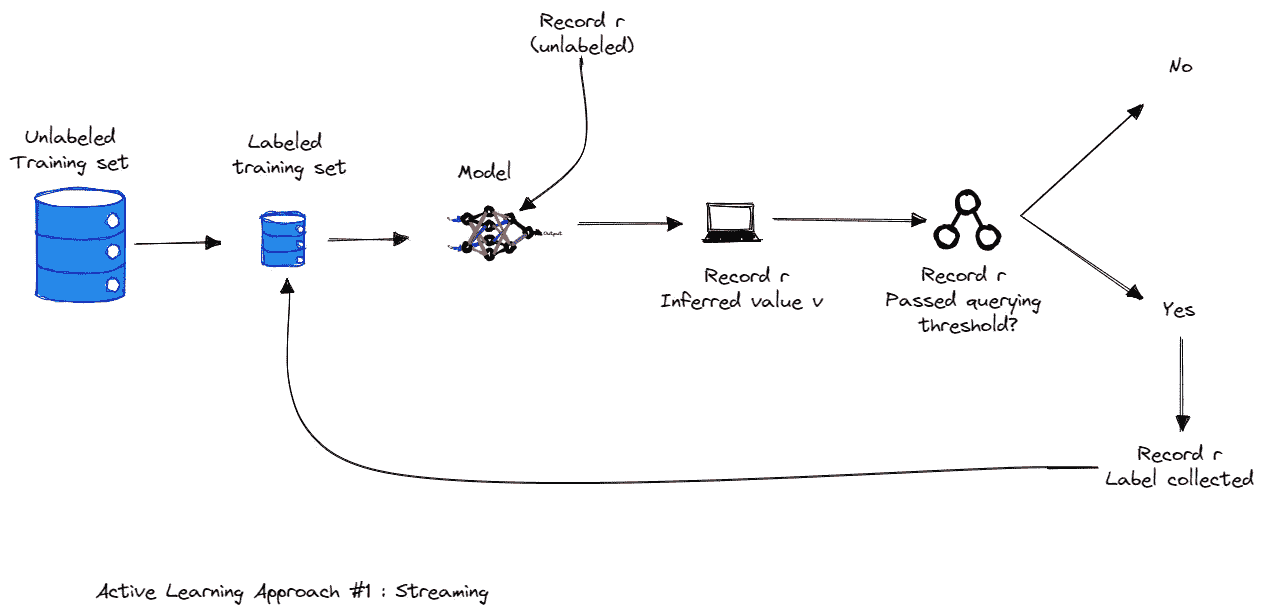 Record r
(unlabeled)
No
Unlabeled
Training set
Labeled
training set
Model
Output
Record r
Inferred value v
Record r
Passed querying
threshold?
Yes
Record r
Label collected
Active Learning Approach #1 : Streaming